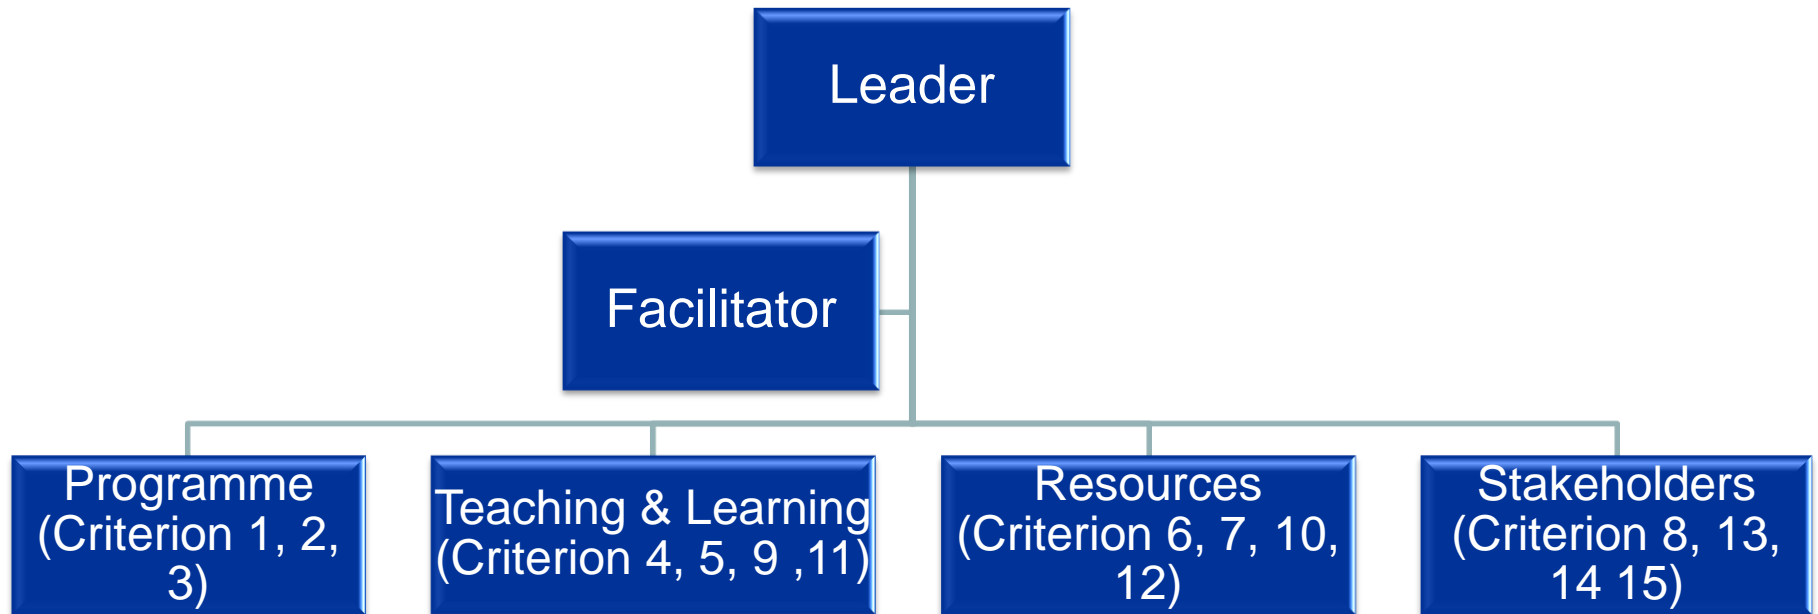 Leader
Facilitator
Programme
(Criterion 1, 2,
3)
Teaching & Learning
(Criterion 4, 5, 9 ,11)
Resources
(Criterion 6, 7, 10,
12)
Stakeholders
(Criterion 8, 13,
14 15)